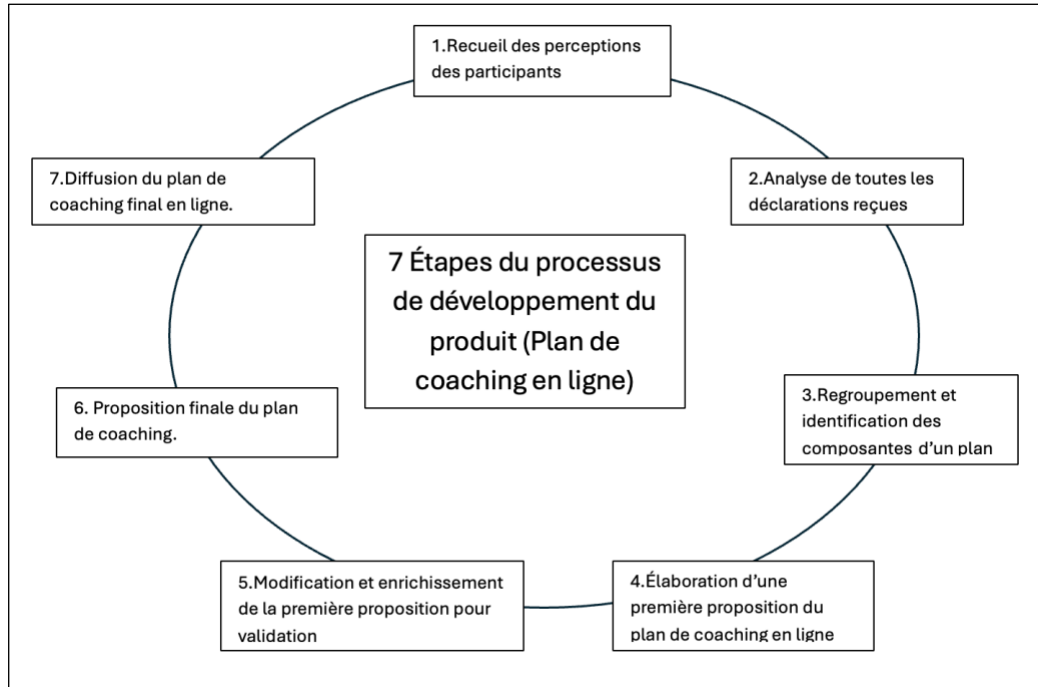 1.Recueil des perceptions
des participants
2.Analyse de toutes les
déclarations reçues
3.Regroupement et
identification des
composantes d’un plan
4.Élaboration d’une
première proposition du
plan de coaching en ligne
5.Modification et enrichissement
de la première proposition pour
validation
6. Proposition finale du plan
de coaching.
7.Diffusion du plan de
coaching final en ligne.
7 Étapes du processus
de développement du
produit (Plan de
coaching en ligne)